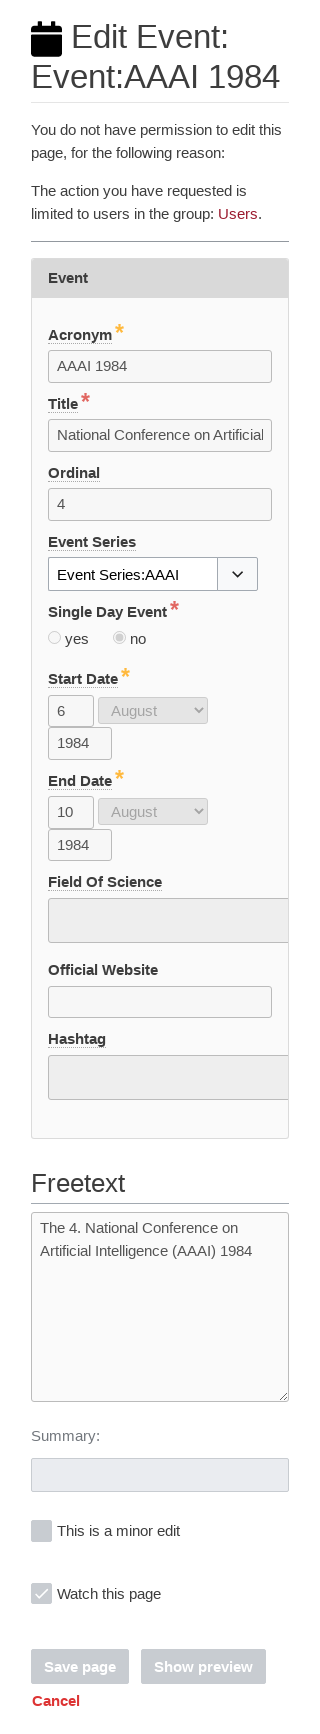 Edit Event:
Event:AAAI 1984
You do not have permission to edit this
page, for the following reason:
The action you have requested is
limited to users in the group: Users.
Event
Acronym *
AAAI 1984
Title *
National Conference on Artificial
Ordinal
4
Event Series
Event Series:AAAI
Single Day Event *
yes no
Start Date *
6 August
1984
End Date *
10 August
1984
Field Of Science
Official Website
Hashtag
Freetext
The 4. National Conference on
Artificial Intelligence (AAAI) 1984
Summary:
This is a minor edit
Watch this page
Save page Show preview
Cancel